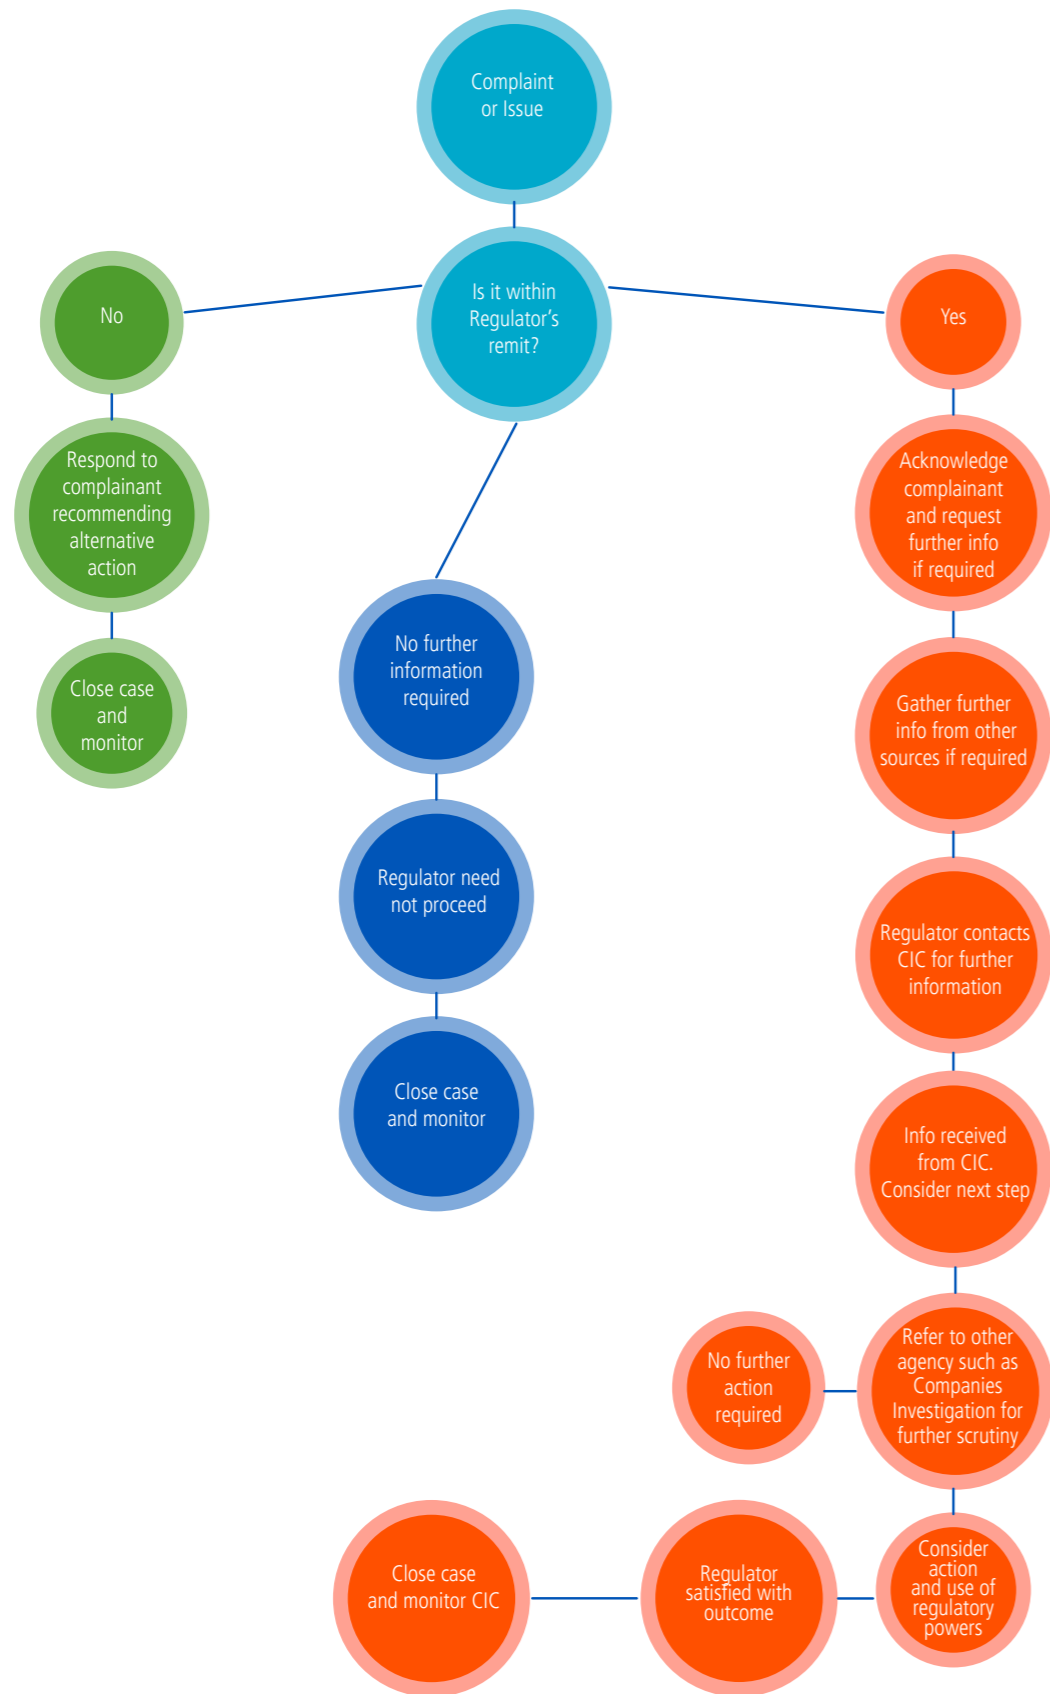 Complaint
or Issue
Is it within
Regulator's
remit?
No
Respond to
complainant
recommending
alternative
action
Close case
and
monitor
No further
information
required
Regulator need
not proceed
Close case
and monitor
Yes
Acknowledge
complainant
and request
further info
if required
Gather further
info from other
sources if required
Regulator contacts
CIC for further
information
Info received
from CIC.
Consider next step
Refer to other
agency such as
Companies
Investigation for
further scrutiny
No further
action
required
Consider
action
and use of
regulatory
powers
Regulator
satisfied with
outcome
Close case
and monitor CIC